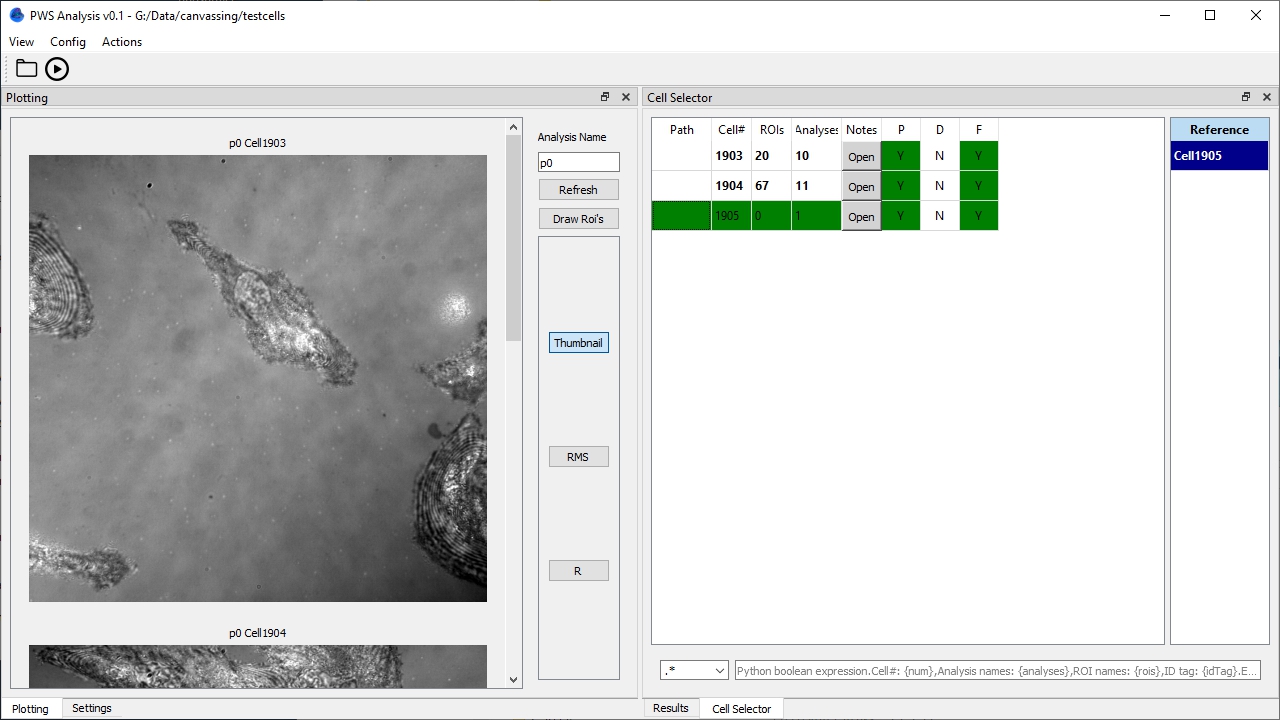 PWS Analysis v0.1 - G:/Data/canvassing/testcells
View Config Actions
Plotting
p0 Cell1903
p0 Cell1904
Analysis Name
p0
Refresh
Draw Roi's
Thumbnail
RMS
R
Plotting Settings
Cell Selector
Path Cell# ROIs Analyses Notes P D F
1903 20 10 Open Y N Y
1904 67 11 Open Y N Y
1905 0 1 Open Y N Y
Reference
Cell1905
.* Python boolean expression.Cell#: {num},Analysis names: {analyses},ROI names: {rois},ID tag: {idTag}.E...
Results Cell Selector